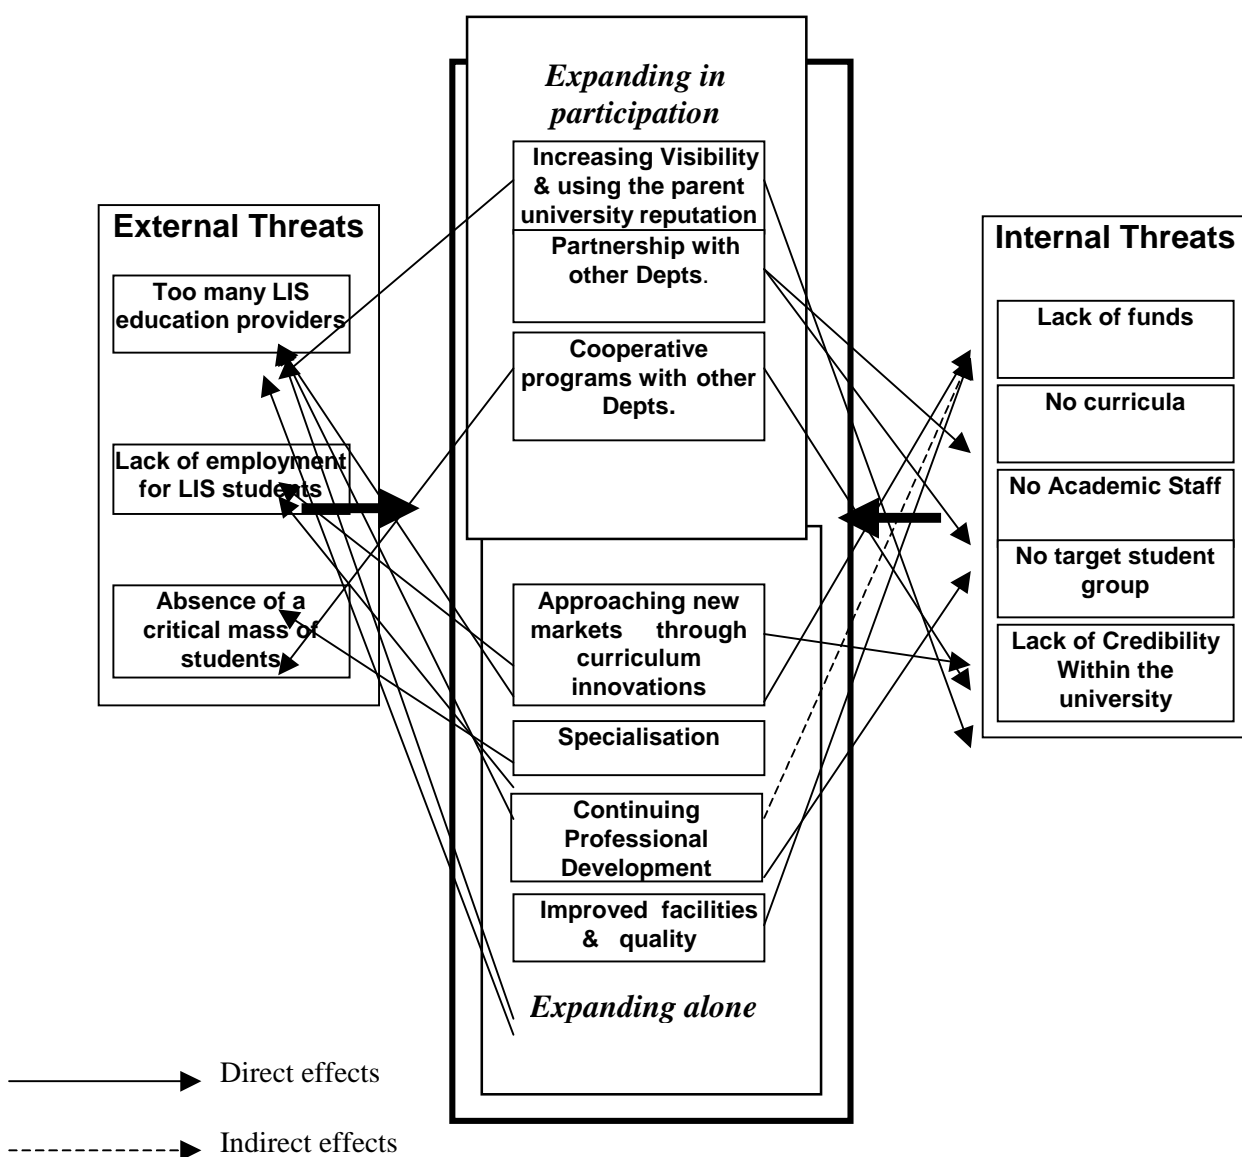 Expanding in
participation
Increasing Visibility
& using the parent
university reputation
Partnership with
other Depts.
Cooperative
programs with other
Depts.
External Threats
Too many LIS
education providers
Lack of employment
for LIS students
Absence of a
critical mass of
students
Internal Threats
Lack of funds
No curricula
No Academic Staff
No target student
group
Lack of Credibility
Within the
university
Approaching new
markets through
curriculum
innovations
Specialisation
Continuing
Professional
Development
Improved facilities
& quality
Expanding alone
Direct effects
Indirect effects